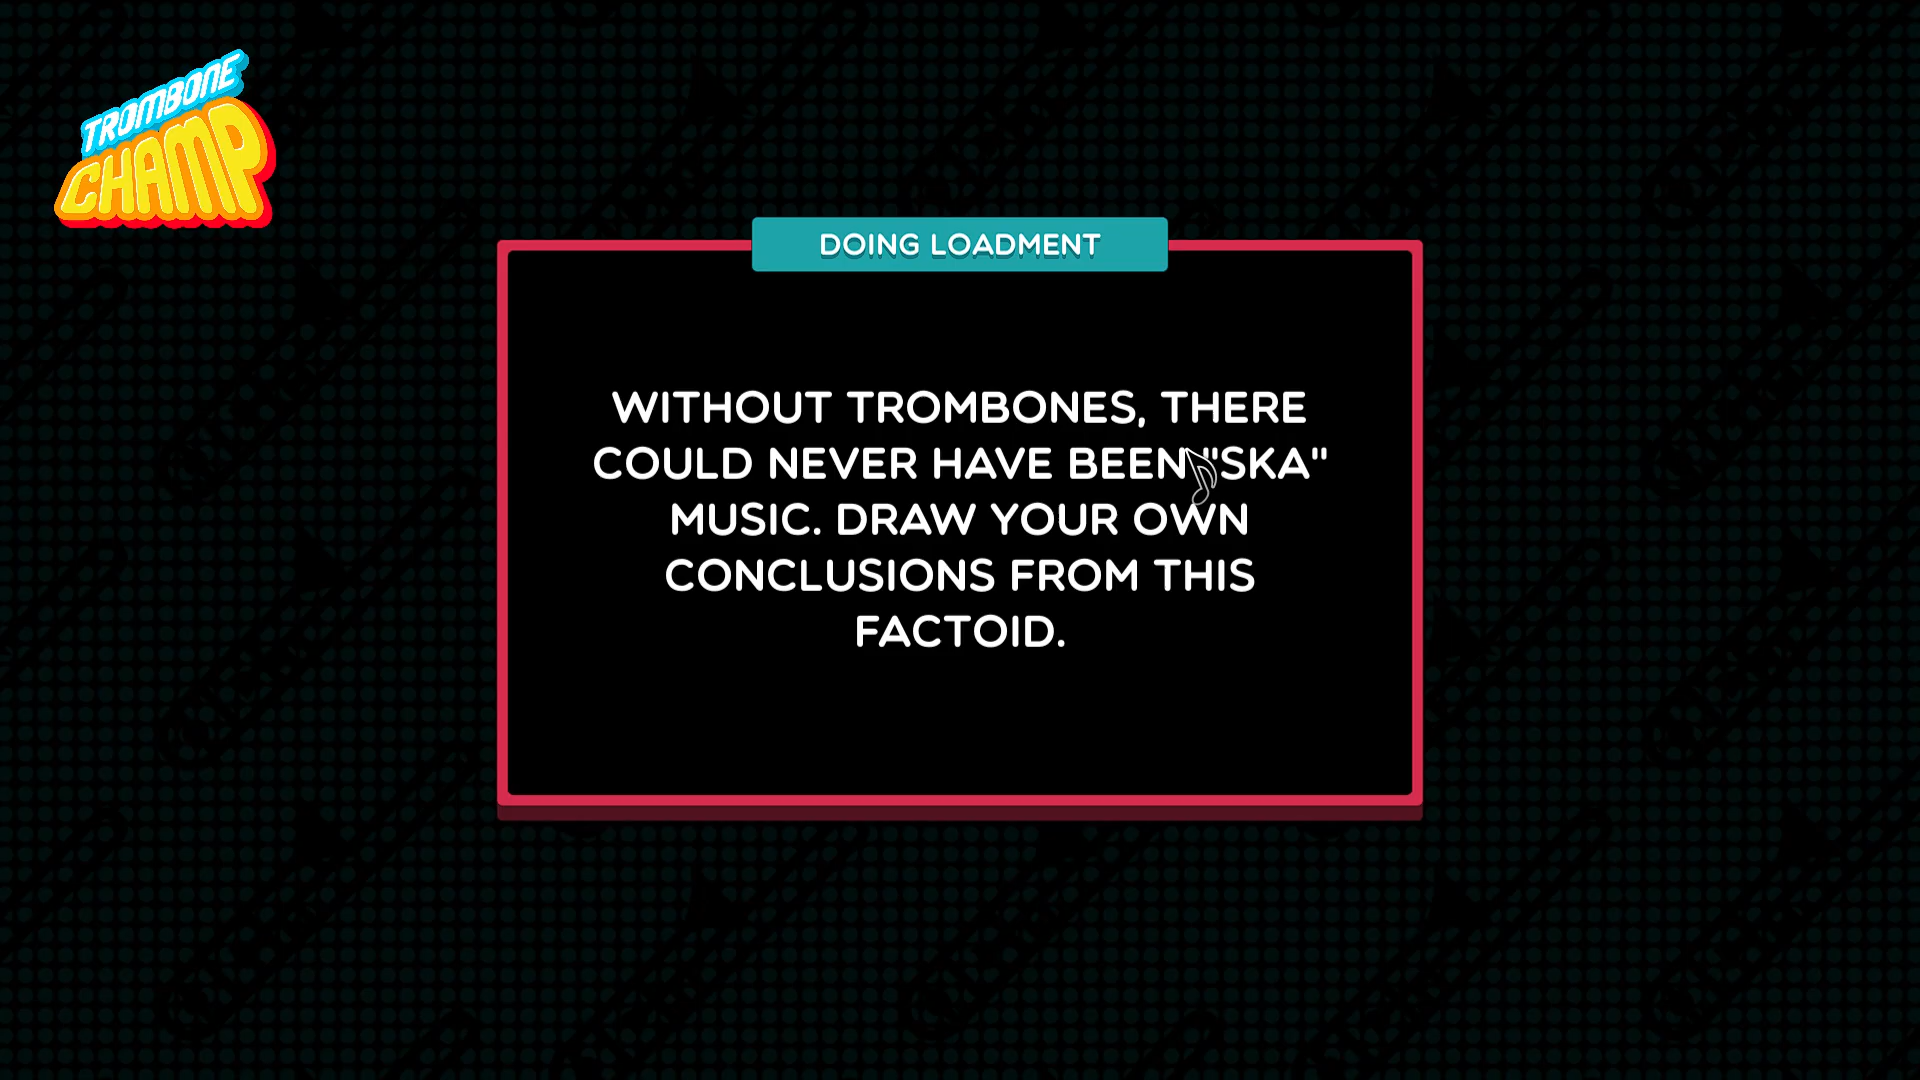 TROMBONE
CHAMP
DOING LOADMENT
WITHOUT TROMBONES, THERE
COULD NEVER HAVE BEEN "SKA"
MUSIC. DRAW YOUR OWN
CONCLUSIONS FROM THIS
FACTOID.